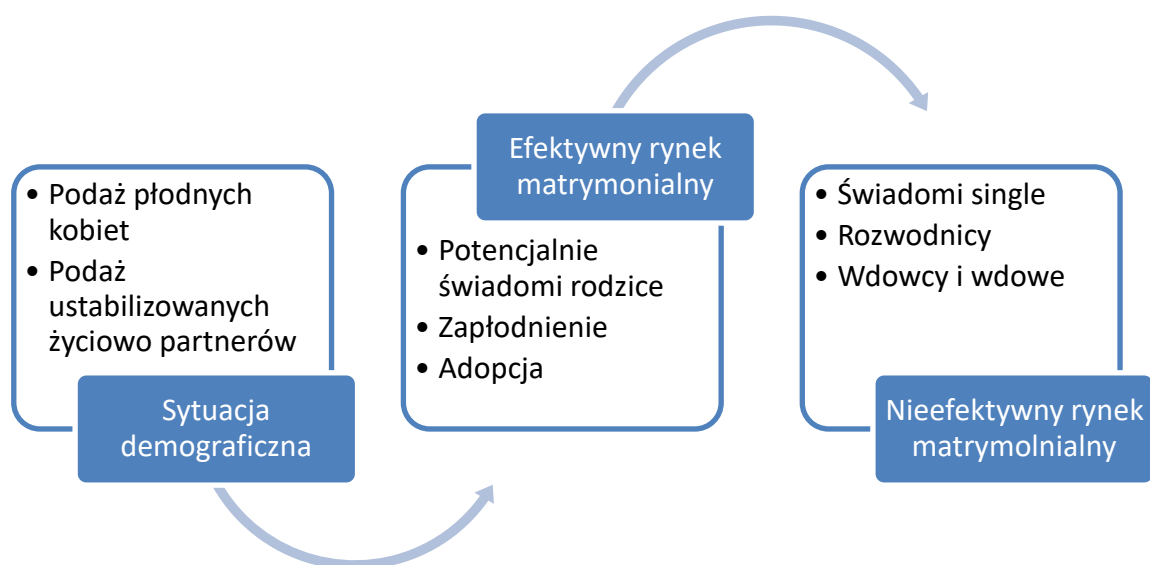 • Podaż płodnych
kobiet
• Podaż
ustabilizowanych
życiowo partnerów
Sytuacja
demograficzna
Efektywny rynek
matrymonialny
• Potencjalnie
świadomi rodzice
• Zapłodnienie
• Adopcja
• Świadomi single
• Rozwodnicy
• Wdowcy i wdowe
Nieefektywny rynek
matrymolnialny